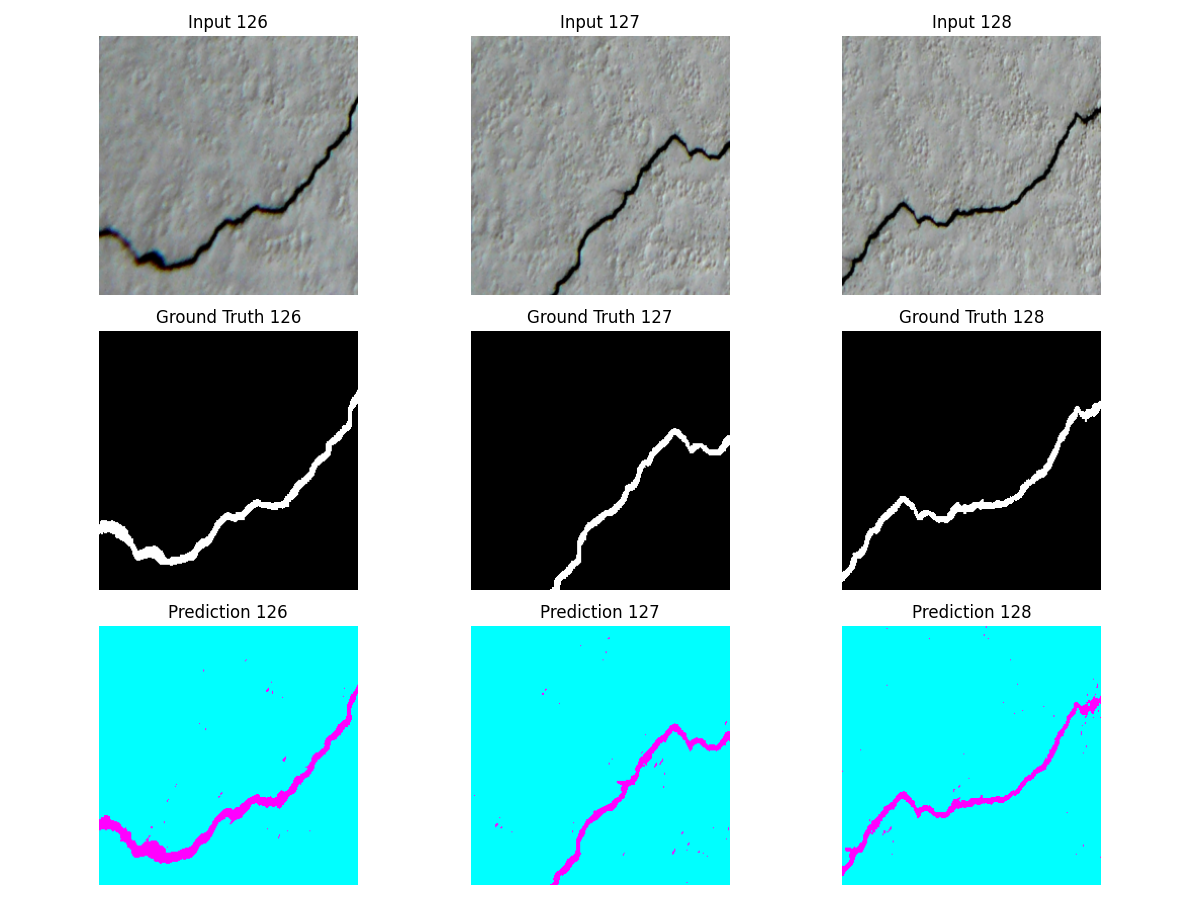 Input 126
Input 127
Input 128
Ground Truth 126
Ground Truth 127
Ground Truth 128
Prediction 126
Prediction 127
Prediction 128